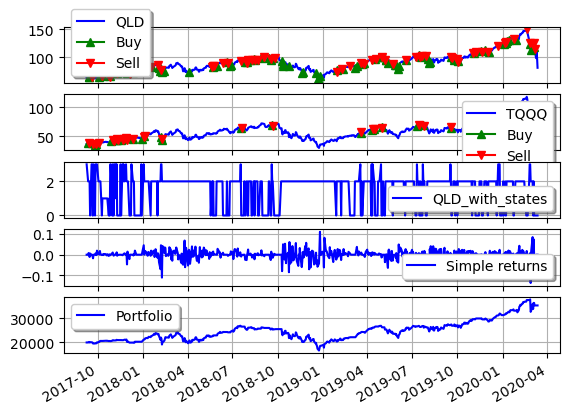 QLD
Buy
Sell
150
100
TQQQ
Buy
Sell
100
50
QLD_with_states
2
0
Simple returns
0.1
0.0
−0.1
Portfolio
30000
20000
2017-10 2018-01 2018-04 2018-07 2018-10 2019-01 2019-04 2019-07 2019-10 2020-01 2020-04